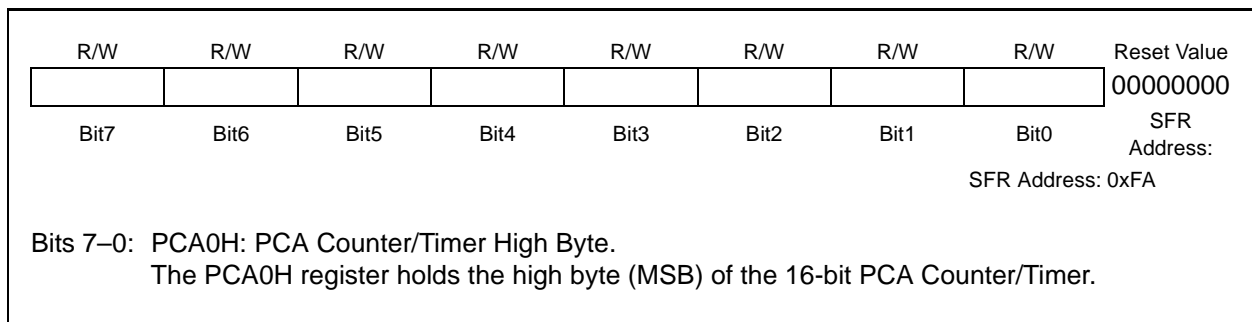 R/W R/W R/W R/W R/W R/W R/W R/W Reset Value
00000000
Bit7 Bit6 Bit5 Bit4 Bit3 Bit2 Bit1 Bit0 SFR
Address:
SFR Address: 0xFA
Bits 7–0: PCA0H: PCA Counter/Timer High Byte.
The PCA0H register holds the high byte (MSB) of the 16-bit PCA Counter/Timer.